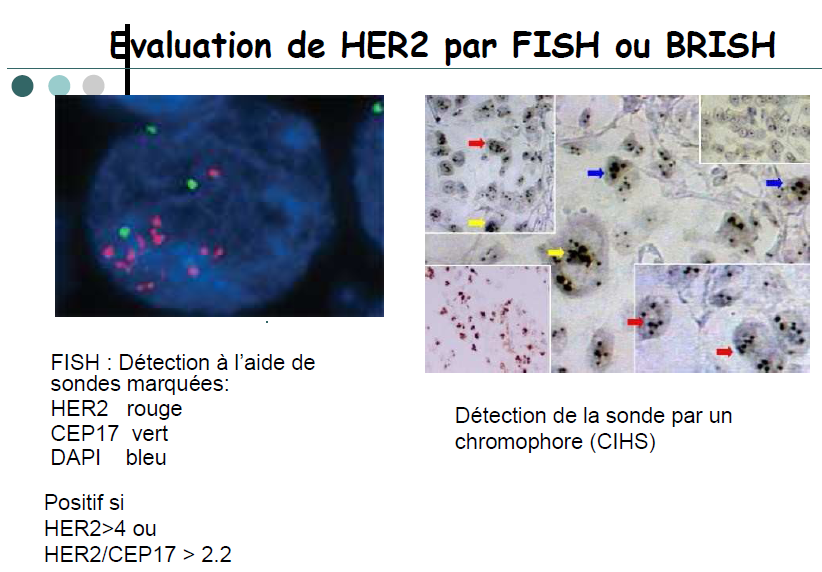 Evaluation de HER2 par FISH ou BRISH
FISH : Détection à l’aide de
sondes marquées:
HER2 rouge
CEP17 vert
DAPI bleu
Positif si
HER2>4 ou
HER2/CEP17 > 2.2
Détection de la sonde par un
chromophore (CIHS)